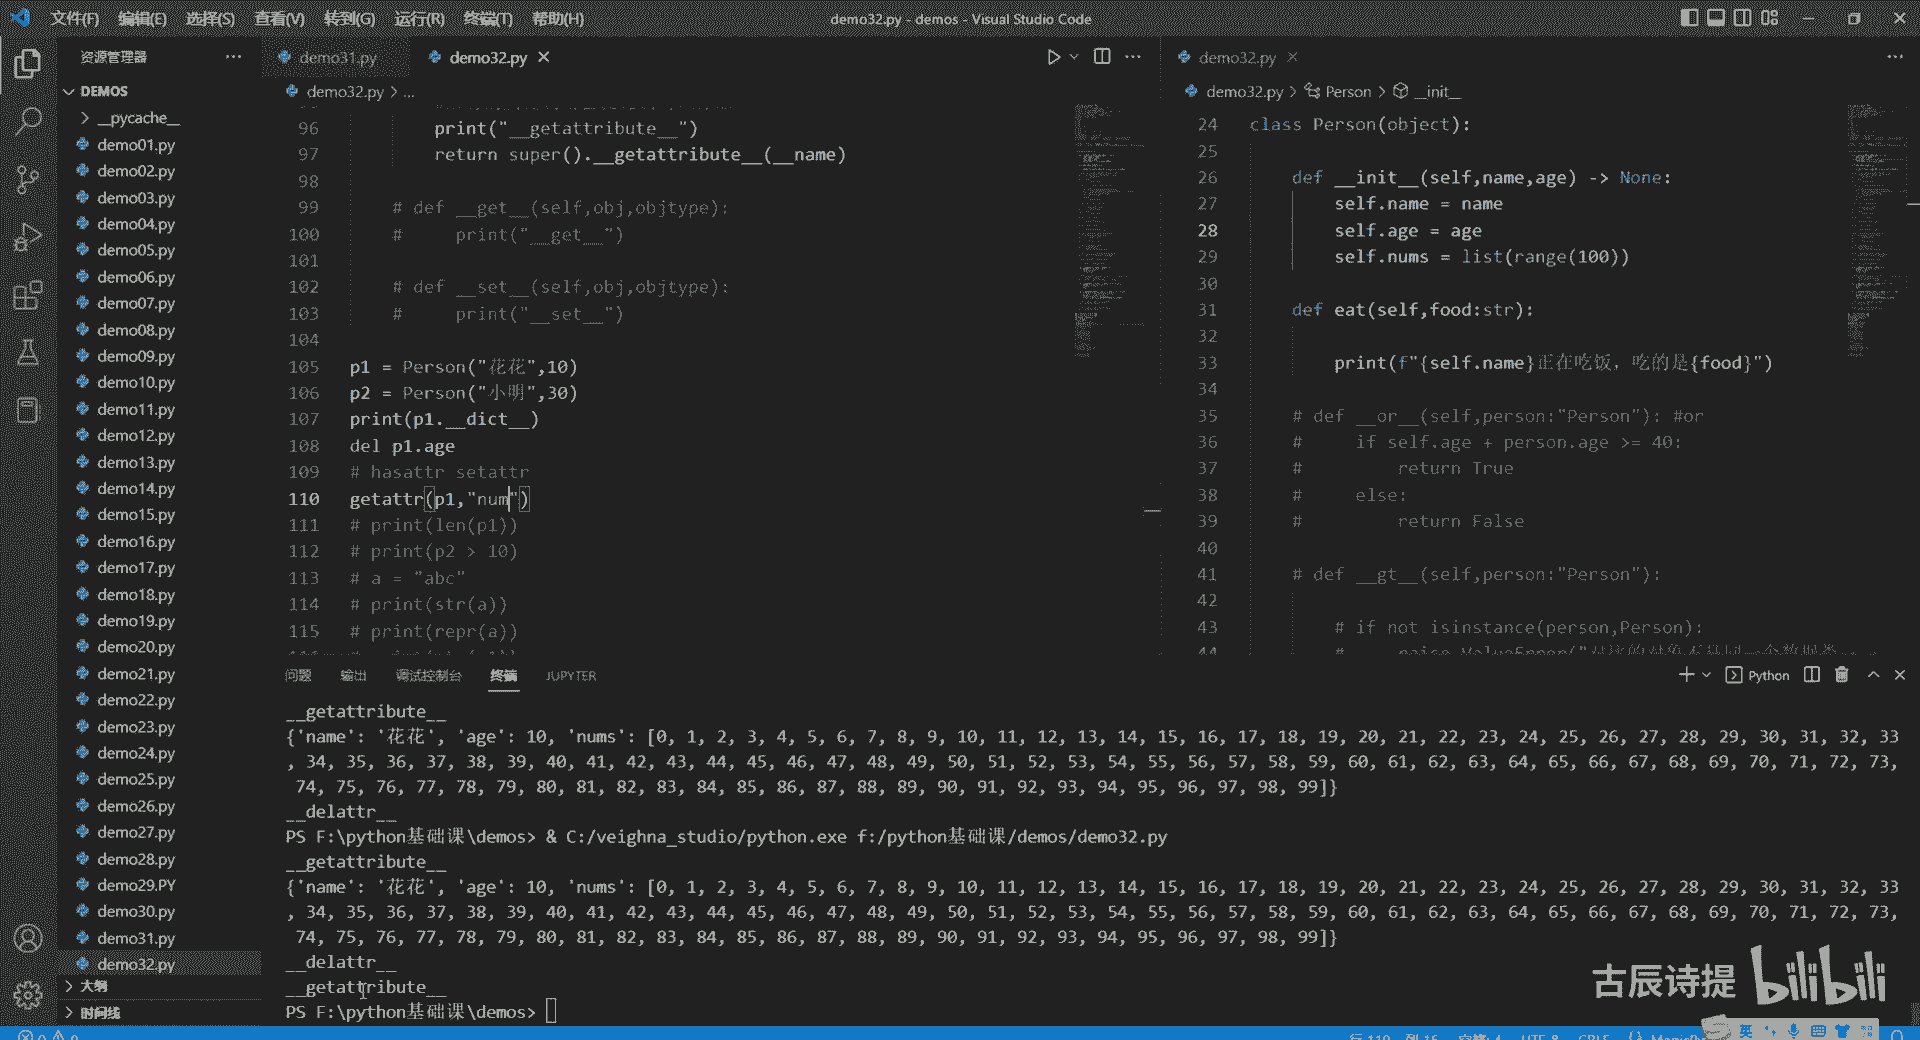 文件(F) 编辑(E) 选择(S) 查看(V) 转到(G) 运行(R) 终端(T) 帮助(H)
demo32.py - demos - Visual Studio Code
资源管理器
DEMOS
__pycache__
demo01.py
demo02.py
demo03.py
demo04.py
demo05.py
demo06.py
demo07.py
demo08.py
demo09.py
demo10.py
demo11.py
demo12.py
demo13.py
demo14.py
demo15.py
demo16.py
demo17.py
demo18.py
demo19.py
demo20.py
demo21.py
demo22.py
demo23.py
demo24.py
demo25.py
demo26.py
demo27.py
demo28.py
demo29.PY
demo30.py
demo31.py
demo32.py
大纲
时间线
demo31.py demo32.py
demo32.py > ...
96 print("__getattribute__")
97 return super().__getattribute__(__name)
98
99 # def __get__(self,obj,objtype):
100 # print("__get__")
101
102 # def __set__(self,obj,objtype):
103 # print("__set__")
104
105 p1 = Person("花花",10)
106 p2 = Person("小明",30)
107 print(p1.__dict__)
108 del p1.age
109 # hasattr setattr
110 getattr(p1,"num")
111 # print(len(p1))
112 # print(p2 > 10)
113 # a = "abc"
114 # print(str(a))
115 # print(repr(a))
demo32.py
demo32.py > Person > __init__
24 class Person(object):
25
26 def __init__(self,name,age) -> None:
27 self.name = name
28 self.age = age
29 self.nums = list(range(100))
30
31 def eat(self,food:str):
32
33 print(f"{self.name}正在吃饭，吃的是{food}")
34
35 # def __or__(self,person:"Person"): #or
36 # if self.age + person.age >= 40:
37 # return True
38 # else:
39 # return False
40
41 # def __gt__(self,person:"Person"):
42
43 # if not isinstance(person,Person):
44 # raise ValueError("
问题 输出 调试控制台 终端 JUPYTER
Python
__getattribute__
{'name': '花花', 'age': 10, 'nums': [0, 1, 2, 3, 4, 5, 6, 7, 8, 9, 10, 11, 12, 13, 14, 15, 16, 17, 18, 19, 20, 21, 22, 23, 24, 25, 26, 27, 28, 29, 30, 31, 32, 33
, 34, 35, 36, 37, 38, 39, 40, 41, 42, 43, 44, 45, 46, 47, 48, 49, 50, 51, 52, 53, 54, 55, 56, 57, 58, 59, 60, 61, 62, 63, 64, 65, 66, 67, 68, 69, 70, 71, 72, 73,
74, 75, 76, 77, 78, 79, 80, 81, 82, 83, 84, 85, 86, 87, 88, 89, 90, 91, 92, 93, 94, 95, 96, 97, 98, 99]}
__delattr__
PS F:\python基础课\demos> & C:/veighna_studio/python.exe f:/python基础课/demos/demo32.py
__getattribute__
{'name': '花花', 'age': 10, 'nums': [0, 1, 2, 3, 4, 5, 6, 7, 8, 9, 10, 11, 12, 13, 14, 15, 16, 17, 18, 19, 20, 21, 22, 23, 24, 25, 26, 27, 28, 29, 30, 31, 32, 33
, 34, 35, 36, 37, 38, 39, 40, 41, 42, 43, 44, 45, 46, 47, 48, 49, 50, 51, 52, 53, 54, 55, 56, 57, 58, 59, 60, 61, 62, 63, 64, 65, 66, 67, 68, 69, 70, 71, 72, 73,
74, 75, 76, 77, 78, 79, 80, 81, 82, 83, 84, 85, 86, 87, 88, 89, 90, 91, 92, 93, 94, 95, 96, 97, 98, 99]}
__delattr__
__getattribute__
PS F:\python基础课\demos>
古辰诗提 bilibili
英